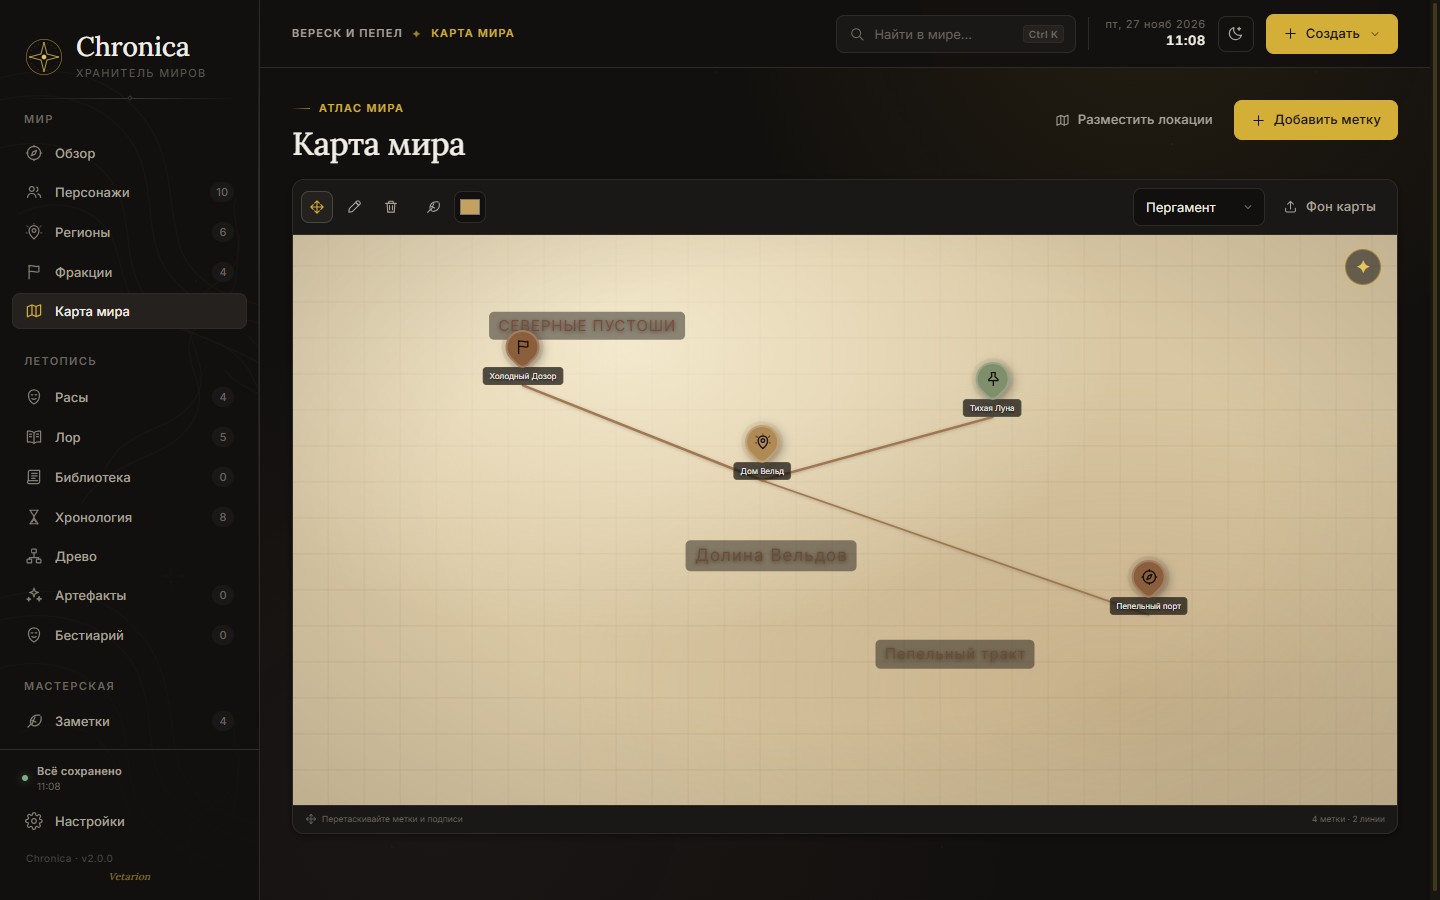 Chronica
ХРАНИТЕЛЬ МИРОВ
МИР
Обзор
Персонажи 10
Регионы 6
Фракции 4
Карта мира
ЛЕТОПИСЬ
Расы 4
Лор 5
Библиотека 0
Хронология 8
Древо
Артефакты 0
Бестиарий 0
МАСТЕРСКАЯ
Заметки 4
Всё сохранено
11:08
Настройки
Chronica · v2.0.0
Vetarion
ВЕРЕСК И ПЕПЕЛ ✦ КАРТА МИРА
Найти в мире... Ctrl K
пт, 27 нояб 2026
11:08
Создать
АТЛАС МИРА
Карта мира
Разместить локации
Добавить метку
Пергамент
Фон карты
СЕВЕРНЫЕ ПУСТОШИ
Холодный Дозор
Тихая Луна
Дом Вельд
Долина Вельдов
Пепельный порт
Пепельный тракт
Перетаскивайте метки и подписи
4 метки · 2 линии